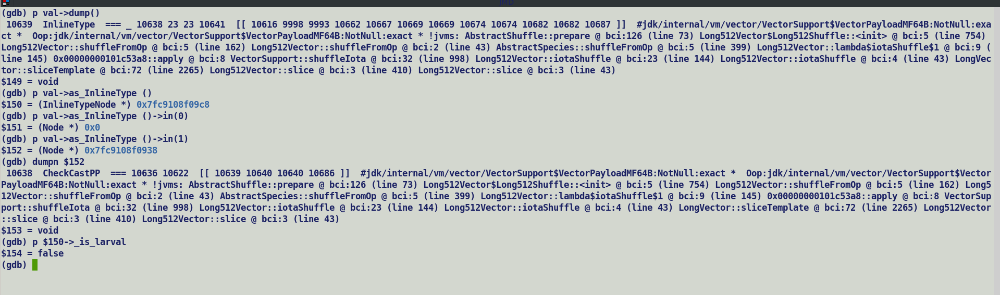 JMD
(gdb) p val->dump()
 10639  InlineType  === _ 10638 23 23 10641  [[ 10616 9998 9993 10662 10667 10669 10669 10674 10674 10682 10682 10687 ]]  #jdk/internal/vm/vector/VectorSupport$VectorPayloadMF64B:NotNull:exa
ct *  Oop:jdk/internal/vm/vector/VectorSupport$VectorPayloadMF64B:NotNull:exact * !jvms: AbstractShuffle::prepare @ bci:126 (line 73) Long512Vector$Long512Shuffle::<init> @ bci:5 (line 754)
Long512Vector::shuffleFromOp @ bci:5 (line 162) Long512Vector::shuffleFromOp @ bci:2 (line 43) AbstractSpecies::shuffleFromOp @ bci:5 (line 399) Long512Vector::lambda$iotaShuffle$1 @ bci:9 (
line 145) 0x00000000101c53a8::apply @ bci:8 VectorSupport::shuffleIota @ bci:32 (line 998) Long512Vector::iotaShuffle @ bci:23 (line 144) Long512Vector::iotaShuffle @ bci:4 (line 43) LongVec
tor::sliceTemplate @ bci:72 (line 2265) Long512Vector::slice @ bci:3 (line 410) Long512Vector::slice @ bci:3 (line 43)
$149 = void
(gdb) p val->as_InlineType ()
$150 = (InlineTypeNode *) 0x7fc9108f09c8
(gdb) p val->as_InlineType ()->in(0)
$151 = (Node *) 0x0
(gdb) p val->as_InlineType ()->in(1)
$152 = (Node *) 0x7fc9108f0938
(gdb) dumpn $152
 10638  CheckCastPP  === 10636 10622  [[ 10639 10640 10640 10686 ]]  #jdk/internal/vm/vector/VectorSupport$VectorPayloadMF64B:NotNull:exact *  Oop:jdk/internal/vm/vector/VectorSupport$Vector
PayloadMF64B:NotNull:exact * !jvms: AbstractShuffle::prepare @ bci:126 (line 73) Long512Vector$Long512Shuffle::<init> @ bci:5 (line 754) Long512Vector::shuffleFromOp @ bci:5 (line 162) Long5
12Vector::shuffleFromOp @ bci:2 (line 43) AbstractSpecies::shuffleFromOp @ bci:5 (line 399) Long512Vector::lambda$iotaShuffle$1 @ bci:9 (line 145) 0x00000000101c53a8::apply @ bci:8 VectorSup
port::shuffleIota @ bci:32 (line 998) Long512Vector::iotaShuffle @ bci:23 (line 144) Long512Vector::iotaShuffle @ bci:4 (line 43) LongVector::sliceTemplate @ bci:72 (line 2265) Long512Vector
::slice @ bci:3 (line 410) Long512Vector::slice @ bci:3 (line 43)
$153 = void
(gdb) p $150->_is_larval
$154 = false
(gdb)